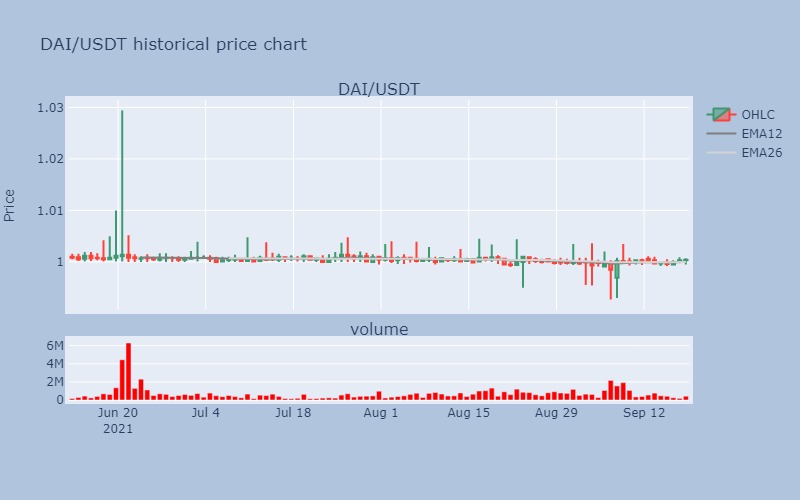 DAI/USDT historical price chart
DAI/USDT
1.03
1.02
1.01
1
Price
OHLC
EMA12
EMA26
volume
6M
4M
2M
0
Jun 20
2021
Jul 4
Jul 18
Aug 1
Aug 15
Aug 29
Sep 12